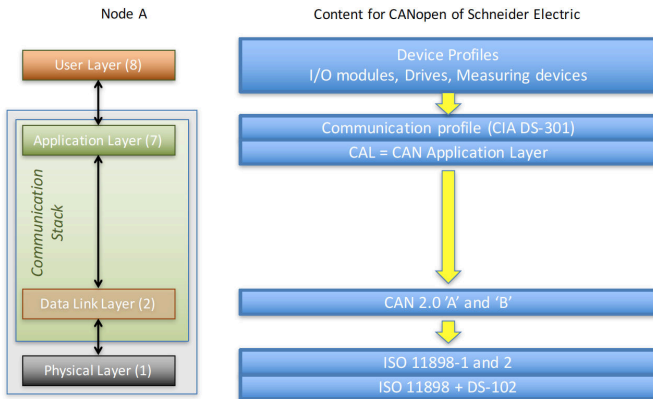 Node A
Content for CANopen of Schneider Electric
User Layer (8)
Device Profiles
I/O modules, Drives, Measuring devices
Application Layer (7)
Communication profile (CIA DS-301)
CAL = CAN Application Layer
Communication
Stack
Data Link Layer (2)
CAN 2.0 'A' and ‘B’
Physical Layer (1)
ISO 11898-1 and 2
ISO 11898 + DS-102